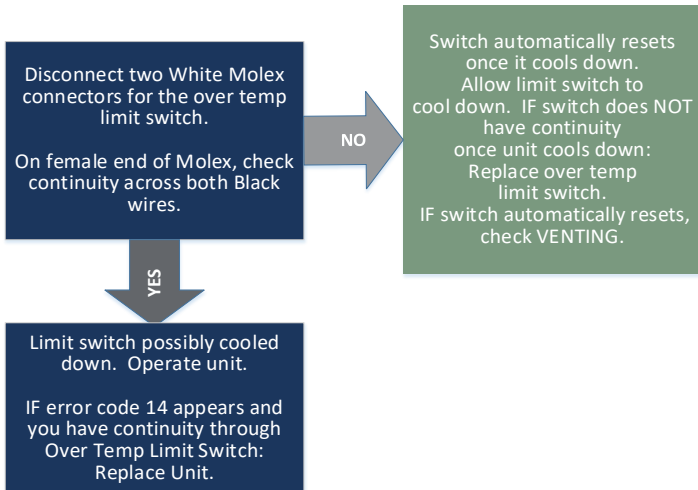 Disconnect two White Molex
connectors for the over temp
limit switch.
On female end of Molex, check
continuity across both Black
wires.
NO
Switch automatically resets
once it cools down.
Allow limit switch to
cool down.  IF switch does NOT
have continuity
once unit cools down:
Replace over temp
limit switch.
IF switch automatically resets,
check VENTING.
YES
Limit switch possibly cooled
down.  Operate unit.
IF error code 14 appears and
you have continuity through
Over Temp Limit Switch:
Replace Unit.